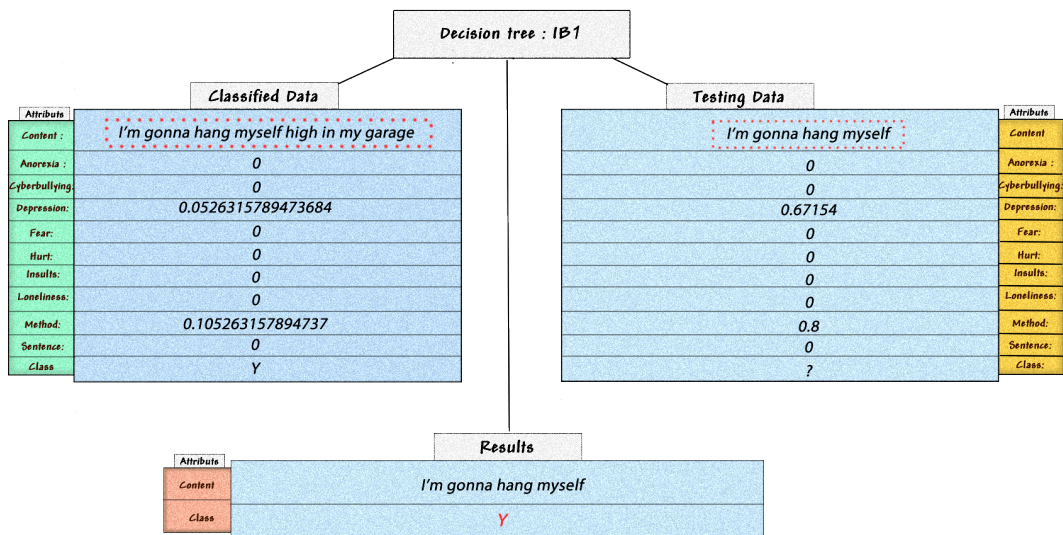 Decision tree : IB1
Classified Data
Attributs
Content :
I'm gonna hang myself high in my garage
Anorexia :
0
Cyberbullying:
0
Depression:
0.0526315789473684
Fear:
0
Hurt:
0
Insults:
0
Loneliness:
0
Method:
0.105263157894737
Sentence:
0
Class
Y
Testing Data
Attributs
I'm gonna hang myself
Content
0
Anorexia :
0
Cyberbullying:
0.67154
Depression:
0
Fear:
0
Hurt:
0
Insults:
0
Loneliness:
0.8
Method:
0
Sentence:
?
Class:
Results
Attributs
Content
I'm gonna hang myself
Class
Y